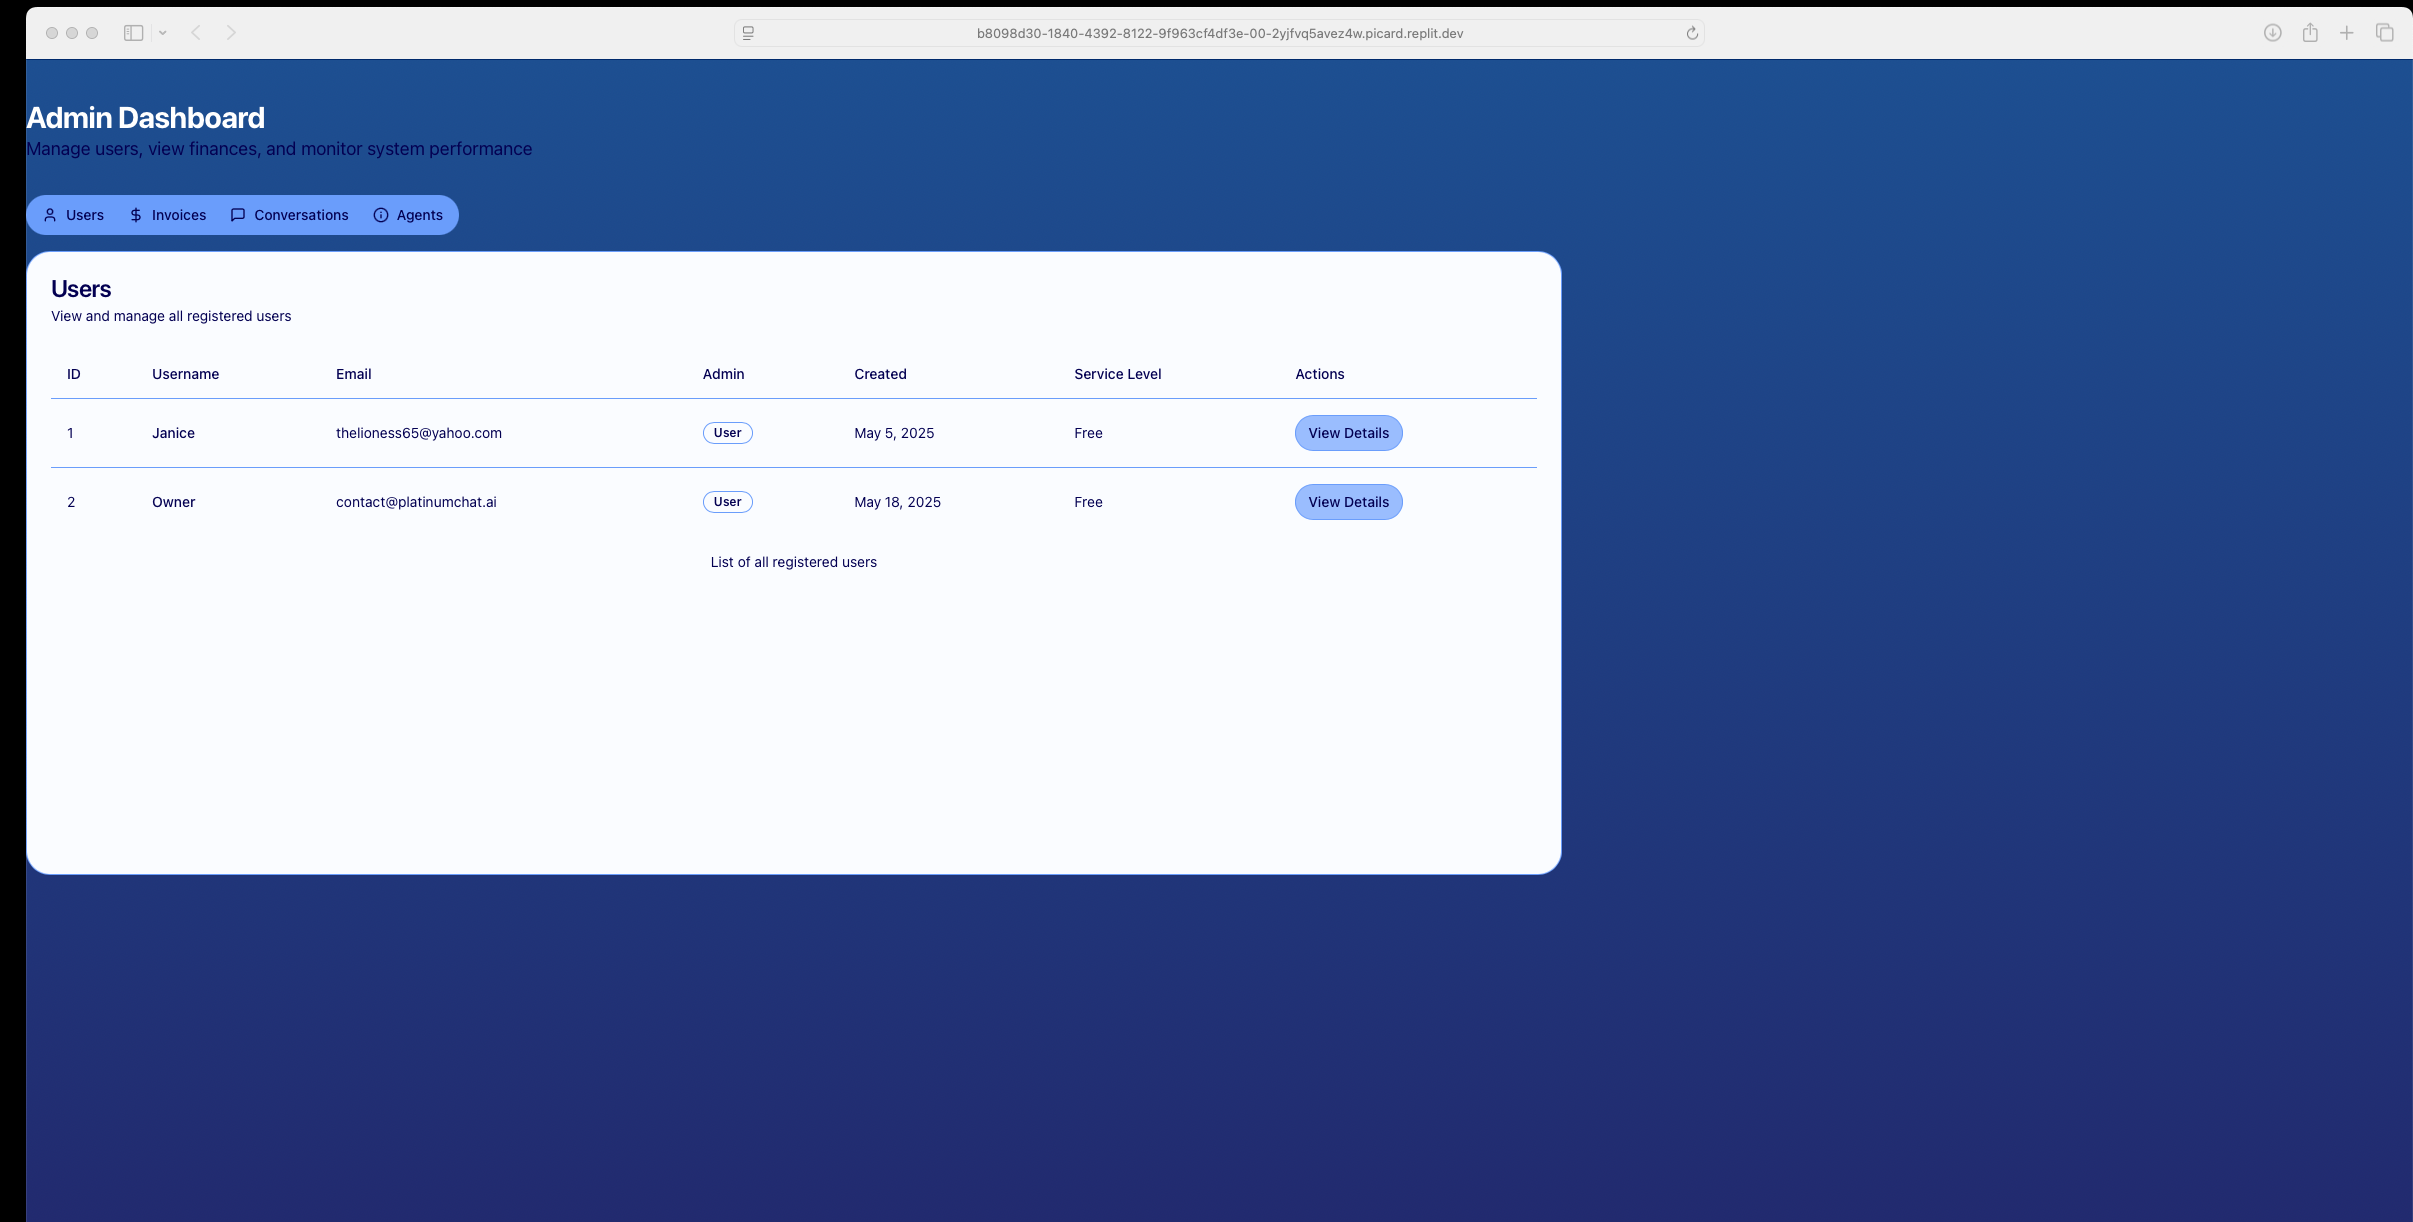 b8098d30-1840-4392-8122-9f963cf4df3e-00-2yjfvq5avez4w.picard.replit.dev
Admin Dashboard
Manage users, view finances, and monitor system performance
Users Invoices Conversations Agents
Users
View and manage all registered users
ID Username Email Admin Created Service Level Actions
1 Janice thelioness65@yahoo.com User May 5, 2025 Free View Details
2 Owner contact@platinumchat.ai User May 18, 2025 Free View Details
List of all registered users